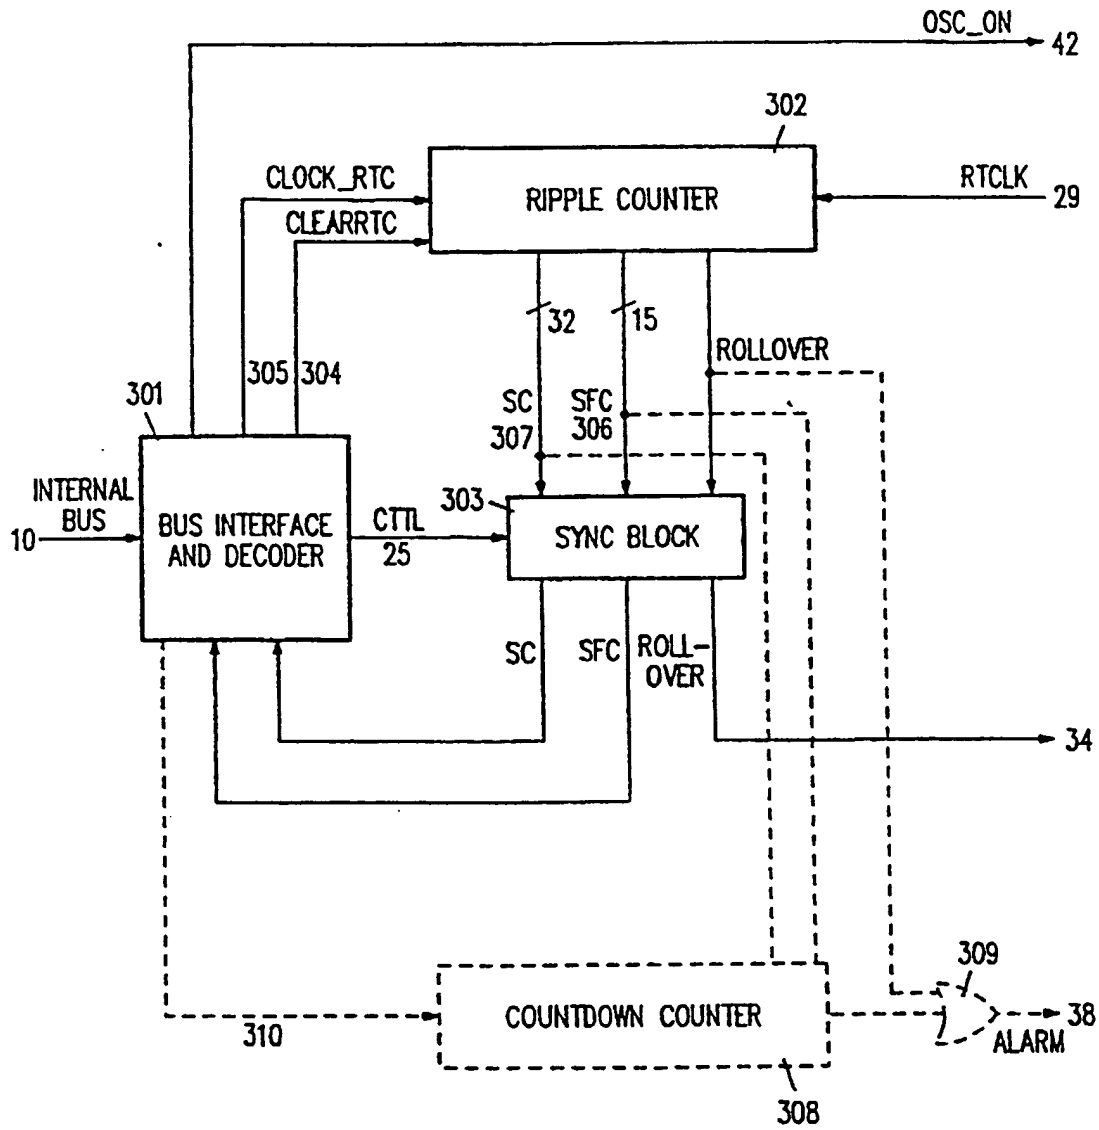 OSC_ON
42
302
CLOCK_RTC
RIPPLE COUNTER
RTCLK
29
CLEARRTC
32
15
ROLLOVER
305
304
301
SC
307
SFC
306
INTERNAL
BUS
10
303
BUS INTERFACE
AND DECODER
CTTL
25
SYNC BLOCK
SC
SFC
ROLL-
OVER
34
309
COUNTDOWN COUNTER
38
310
ALARM
308